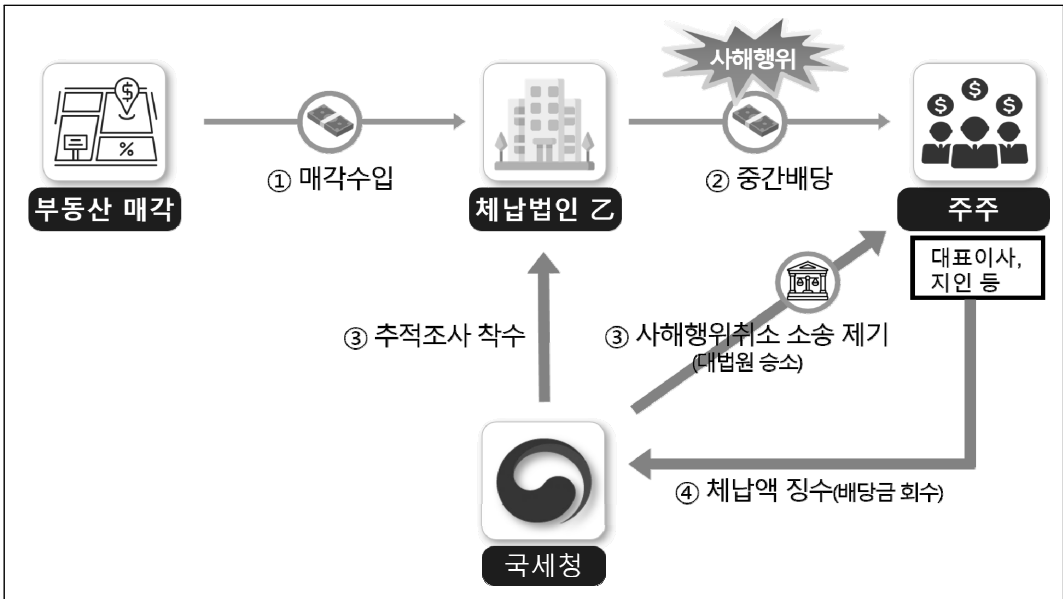 사해행위
$
%
$ $ $
① 매각수입
② 중간배당
부동산 매각
체납법인 乙
주주
대표이사,
지인 등
③ 추적조사 착수
③ 사해행위취소 소송 제기
(대법원 승소)
④ 체납액 징수(배당금 회수)
국세청